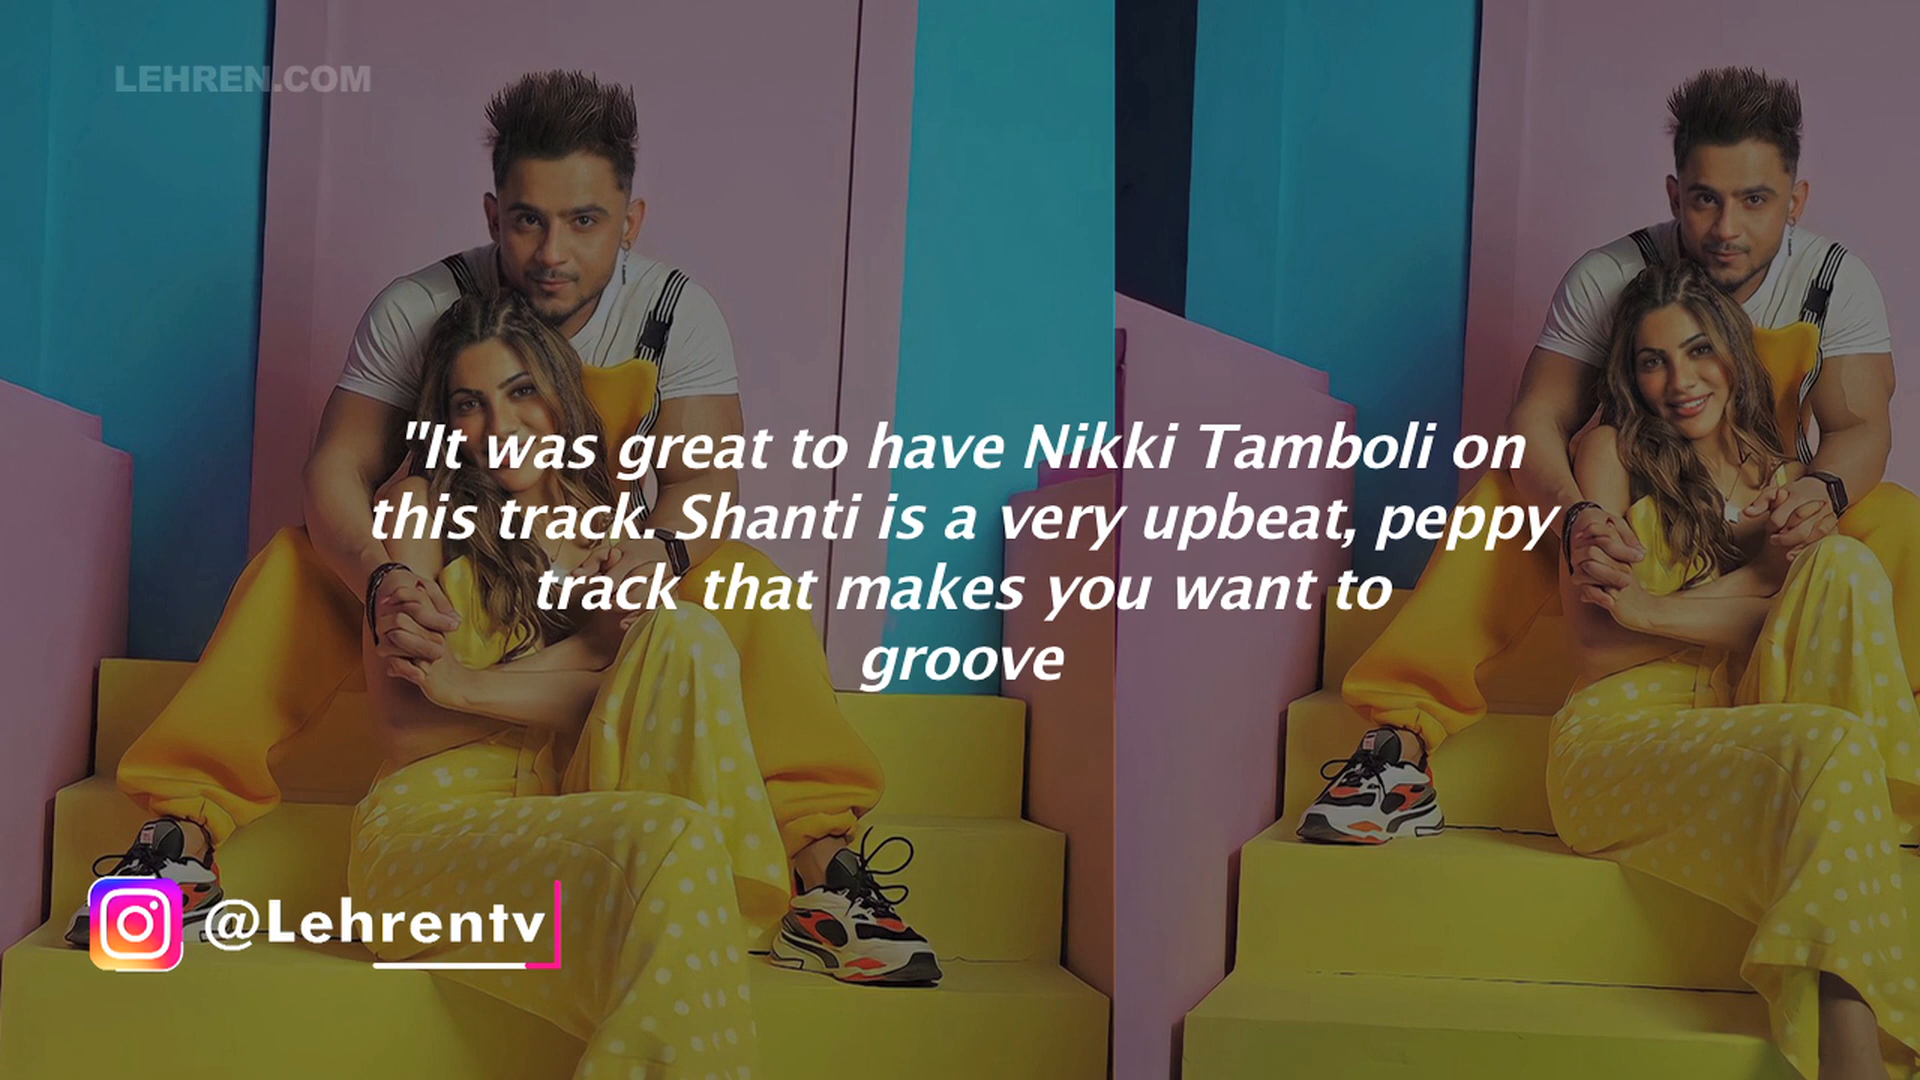 LEHREN.COM
"It was great to have Nikki Tamboli on
this track. Shanti is a very upbeat, peppy
track that makes you want to
groove
@Lehrentv